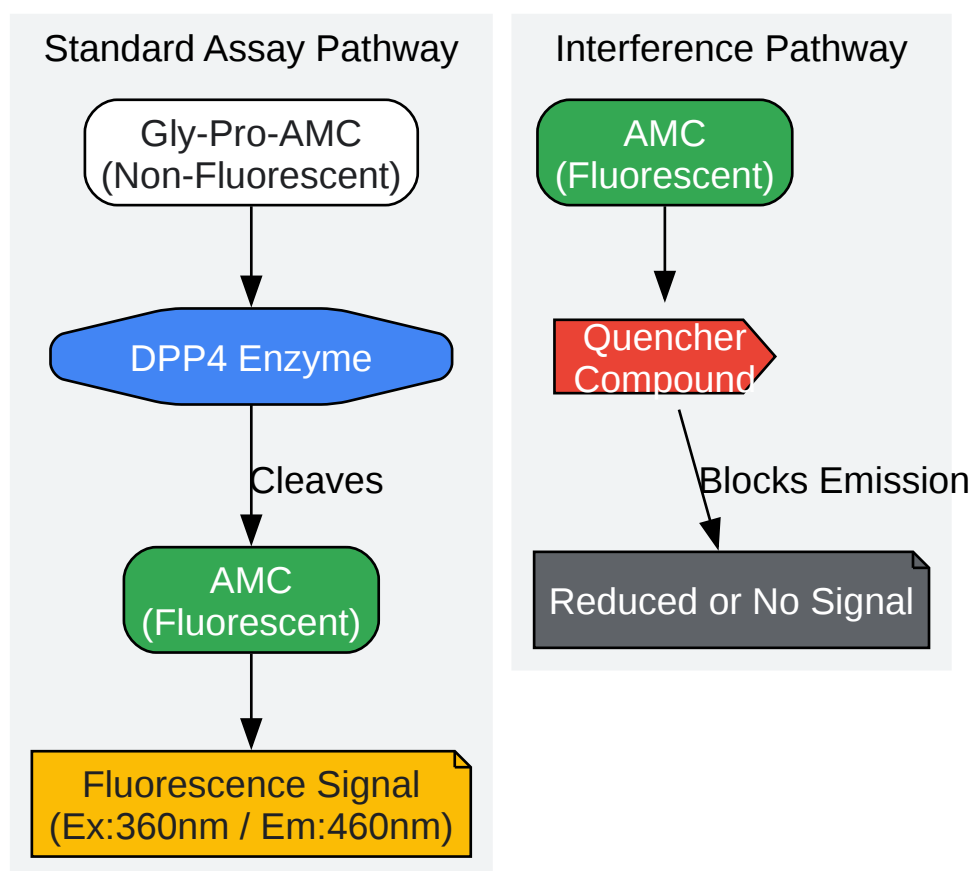 Standard Assay Pathway
Gly-Pro-AMC
(Non-Fluorescent)
DPP4 Enzyme
Cleaves
AMC
(Fluorescent)
Fluorescence Signal
(Ex:360nm / Em:460nm)
Interference Pathway
AMC
(Fluorescent)
Quencher
Compound
Blocks Emission
Reduced or No Signal